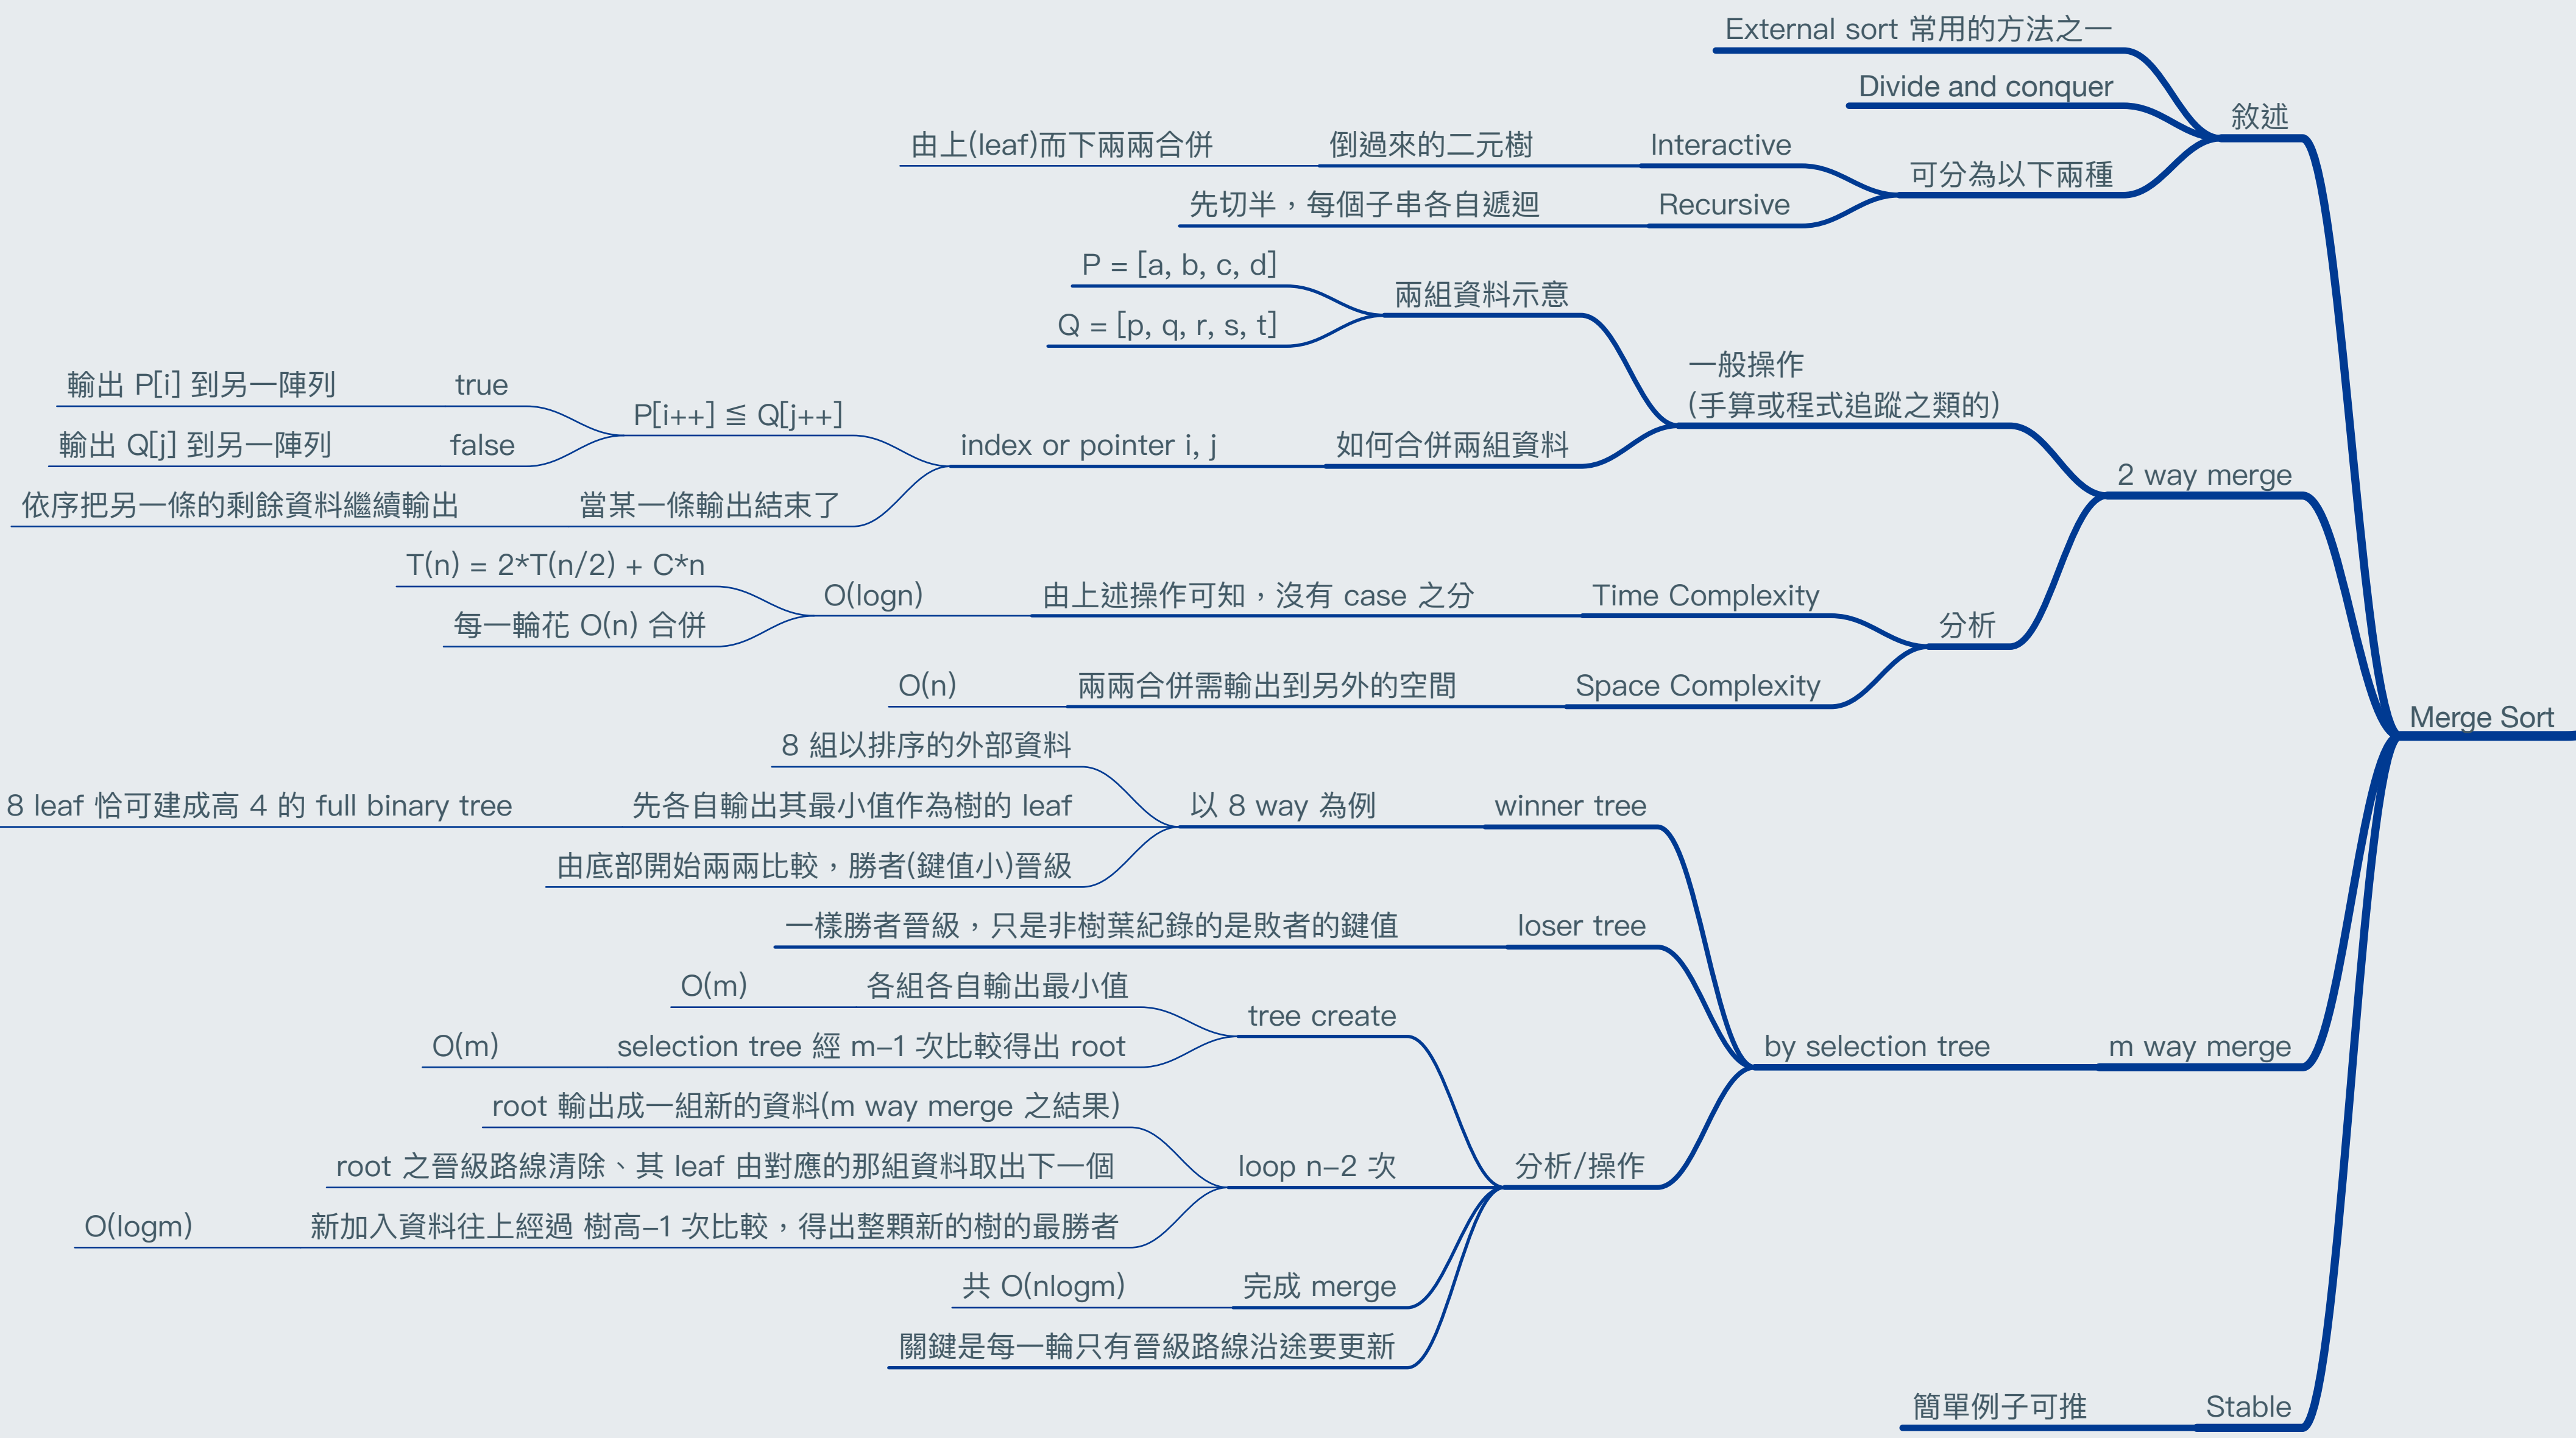 External sort 常用的方法之一
Divide and conquer
敘述
由上(leaf)而下兩兩合併
倒過來的二元樹
Interactive
可分為以下兩種
先切半，每個子串各自遞迴
Recursive
P = [a, b, c, d]
兩組資料示意
Q = [p, q, r, s, t]
一般操作
(手算或程式追蹤之類的)
輸出 P[i] 到另一陣列
true
P[i++] ≦ Q[j++]
輸出 Q[j] 到另一陣列
false
index or pointer i, j
如何合併兩組資料
2 way merge
依序把另一條的剩餘資料繼續輸出
當某一條輸出結束了
T(n) = 2*T(n/2) + C*n
O(logn)
由上述操作可知，沒有 case 之分
Time Complexity
每一輪花 O(n) 合併
分析
O(n)
兩兩合併需輸出到另外的空間
Space Complexity
Merge Sort
8 組以排序的外部資料
8 leaf 恰可建成高 4 的 full binary tree
先各自輸出其最小值作為樹的 leaf
以 8 way 為例
winner tree
由底部開始兩兩比較，勝者(鍵值小)晉級
一樣勝者晉級，只是非樹葉紀錄的是敗者的鍵值
loser tree
O(m)
各組各自輸出最小值
tree create
O(m)
selection tree 經 m-1 次比較得出 root
by selection tree
m way merge
root 輸出成一組新的資料(m way merge 之結果)
root 之晉級路線清除、其 leaf 由對應的那組資料取出下一個
loop n-2 次
分析/操作
O(logm)
新加入資料往上經過 樹高-1 次比較，得出整顆新的樹的最勝者
共 O(nlogm)
完成 merge
關鍵是每一輪只有晉級路線沿途要更新
簡單例子可推
Stable